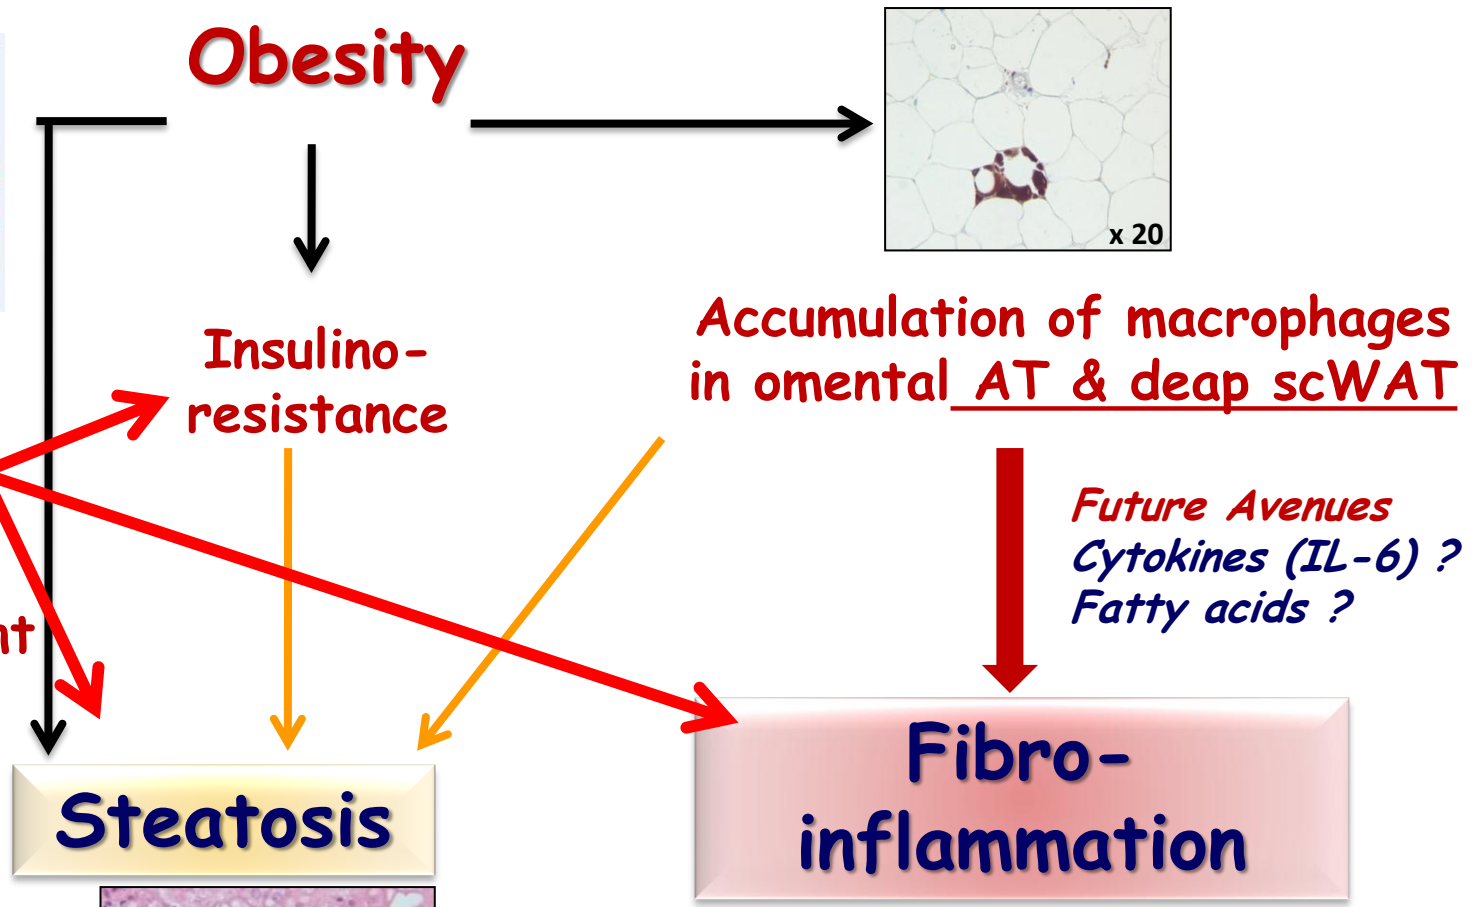 Obesity
x 20
Insulino-
resistance
Accumulation of macrophages
in omental AT & deap scWAT
Future Avenues
Cytokines (IL-6) ?
Fatty acids ?
Steatosis
Fibro-
inflammation